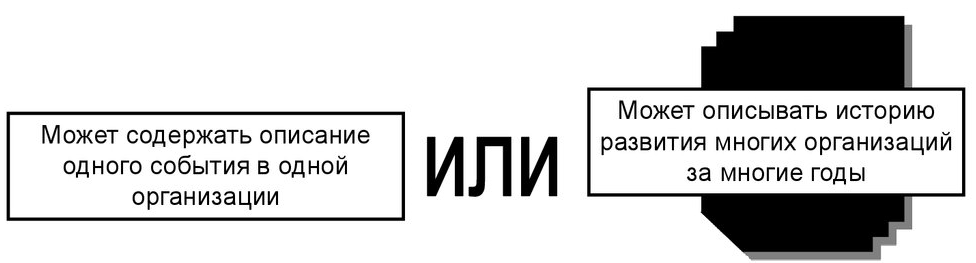 Может содержать описание
одного события в одной
организации
ИЛИ
Может описывать историю
развития многих организаций
за многие годы